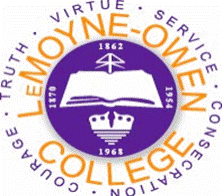 COURAGE · TRUTH · VIRTUE · SERVICE · CONSECRATION ·
LEMOYNE-OWEN
COLLEGE
1862
1870
1954
1968